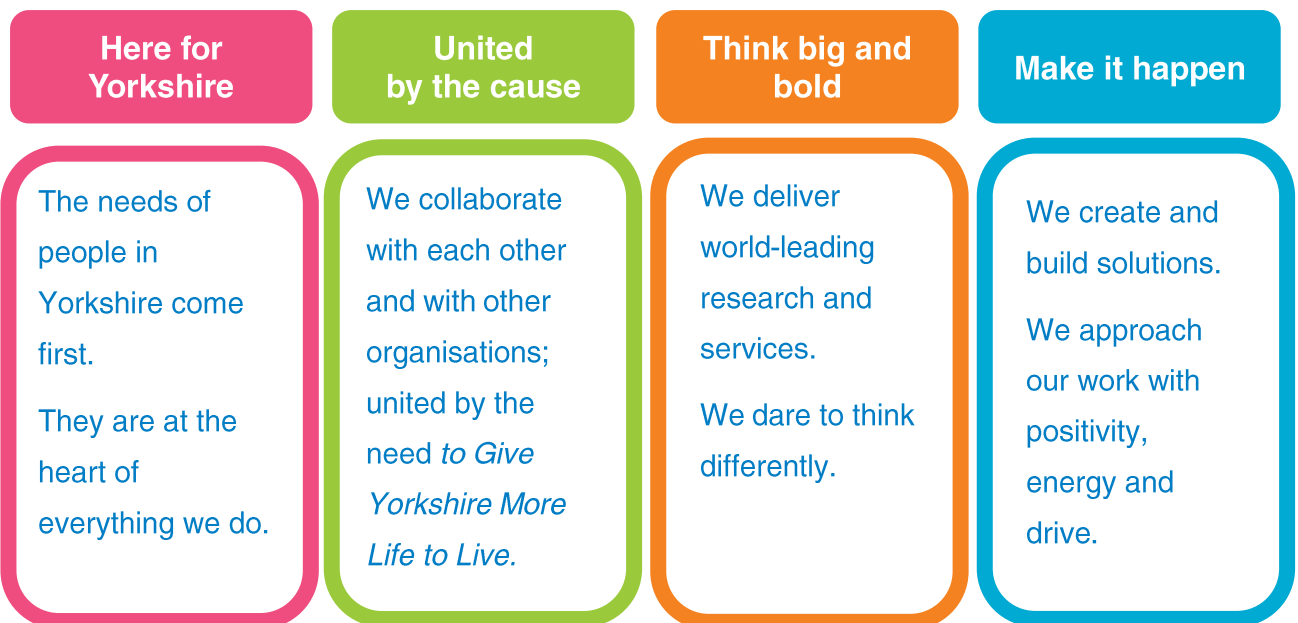 Here for
Yorkshire
The needs of
people in
Yorkshire come
first.
They are at the
heart of
everything we do.
United
by the cause
We collaborate
with each other
and with other
organisations;
united by the
need to Give
Yorkshire More
Life to Live.
Think big and
bold
We deliver
world-leading
research and
services.
We dare to think
differently.
Make it happen
We create and
build solutions.
We approach
our work with
positivity,
energy and
drive.